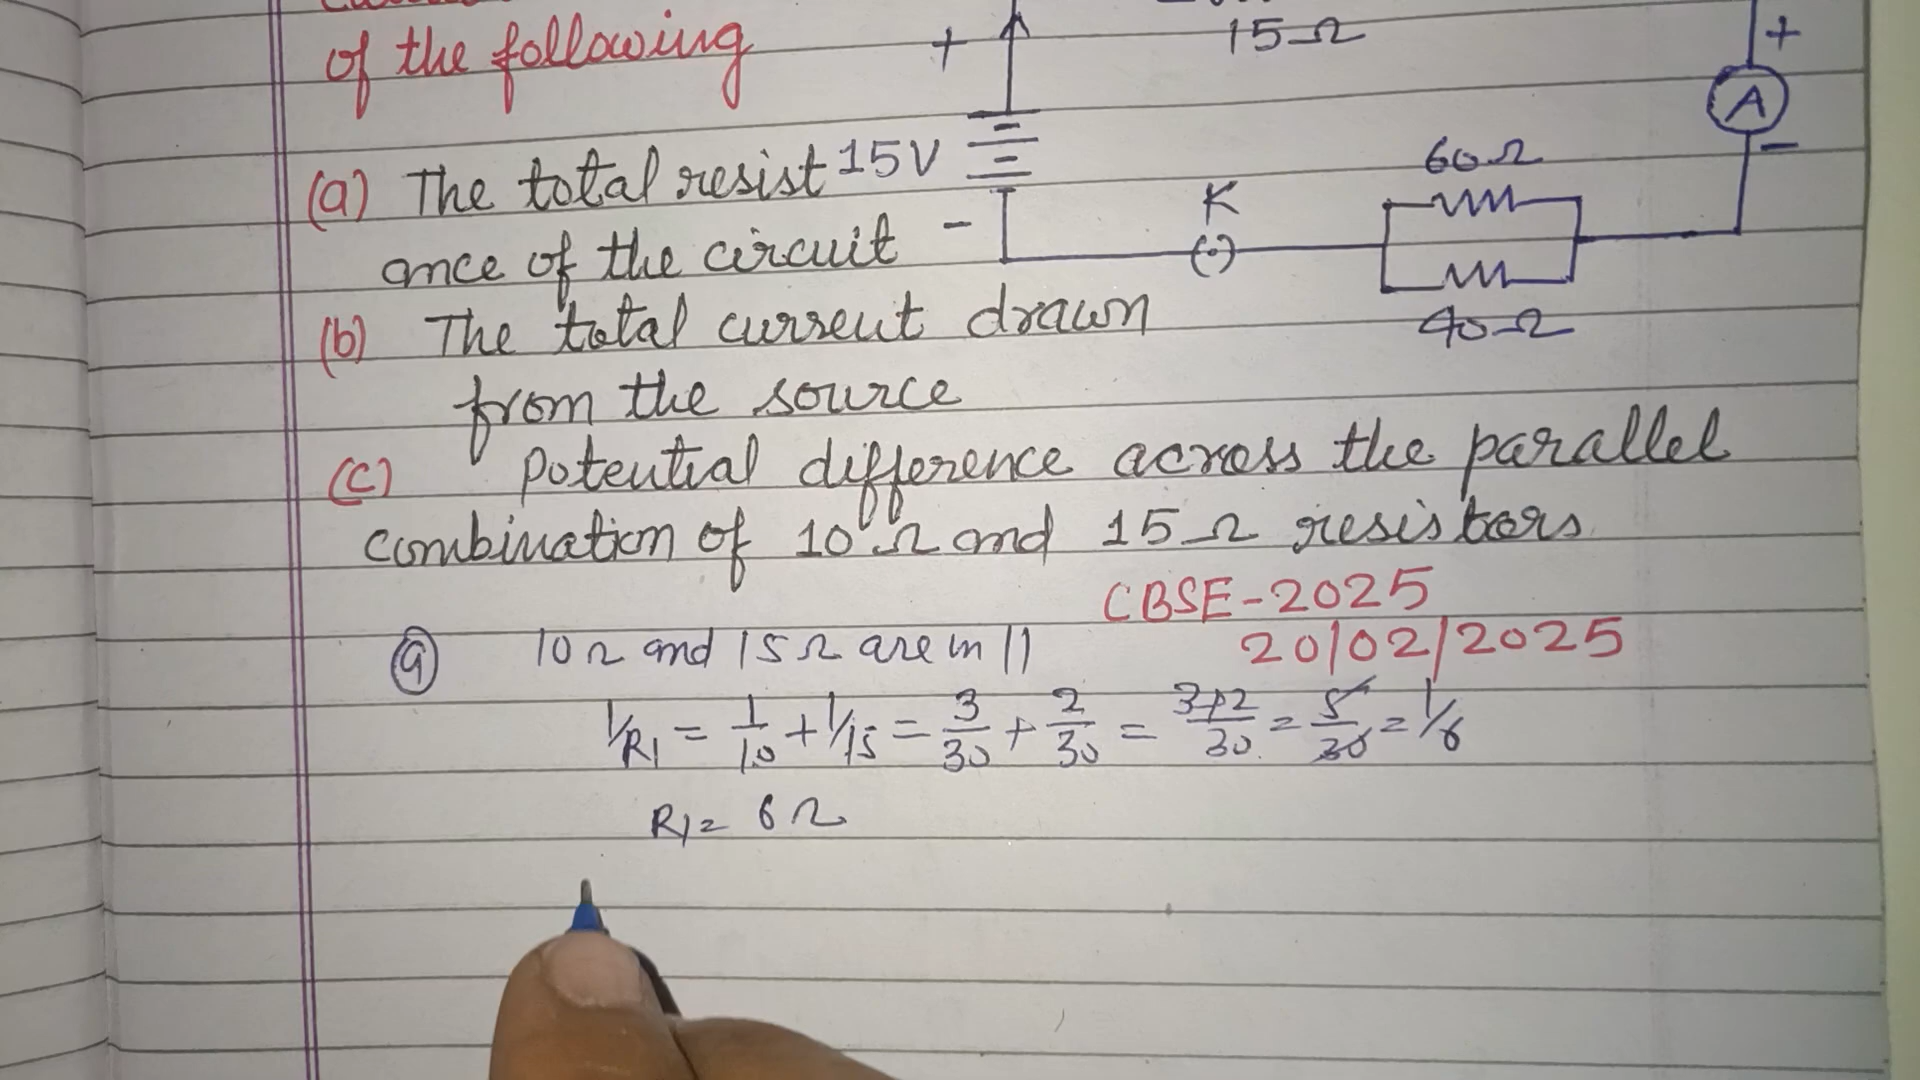 of the following
+
15Ω
+
A
(a) The total resist 15V
60Ω
-
K
ance of the circuit
-
(·)
(b) The total current drawn
40Ω
from the source
(c) Potential difference across the parallel
combination of 10Ω and 15Ω resistors
CBSE-2025
20/02/2025
(a) 10Ω and 15Ω are in ||
1/R1 = 1/10 + 1/15 = 3/30 + 2/30 = 3+2/30 = 5/30 = 1/6
R1 = 6Ω